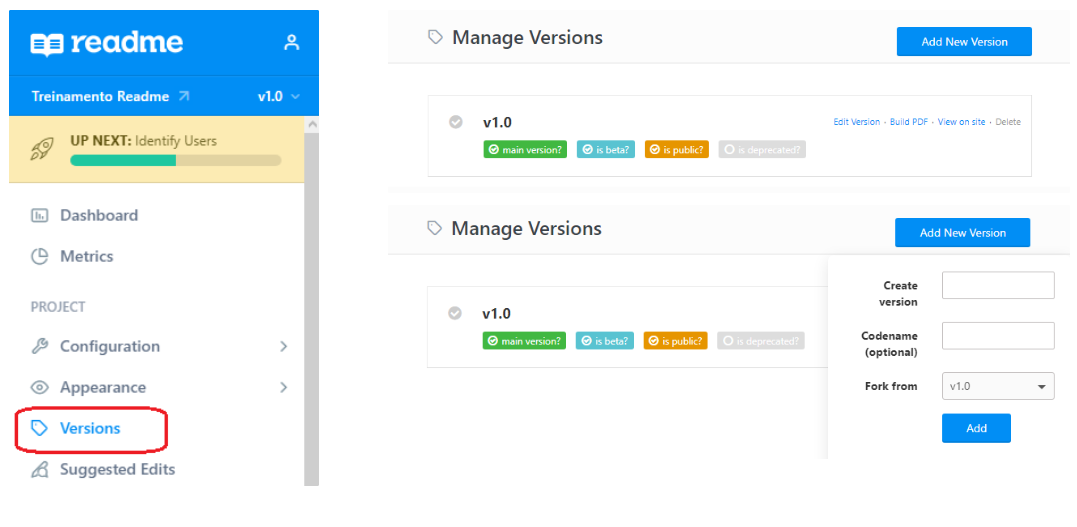 readme
Treinamento Readme
v1.0
UP NEXT: Identify Users
Dashboard
Metrics
PROJECT
Configuration
Appearance
Versions
Suggested Edits
Manage Versions
Add New Version
v1.0
Edit Version - Build PDF - View on site - Delete
main version?
is beta?
is public?
is deprecated?
Manage Versions
Add New Version
v1.0
main version?
is beta?
is public?
is deprecated?
Create
version
Codename
(optional)
Fork from
v1.0
Add